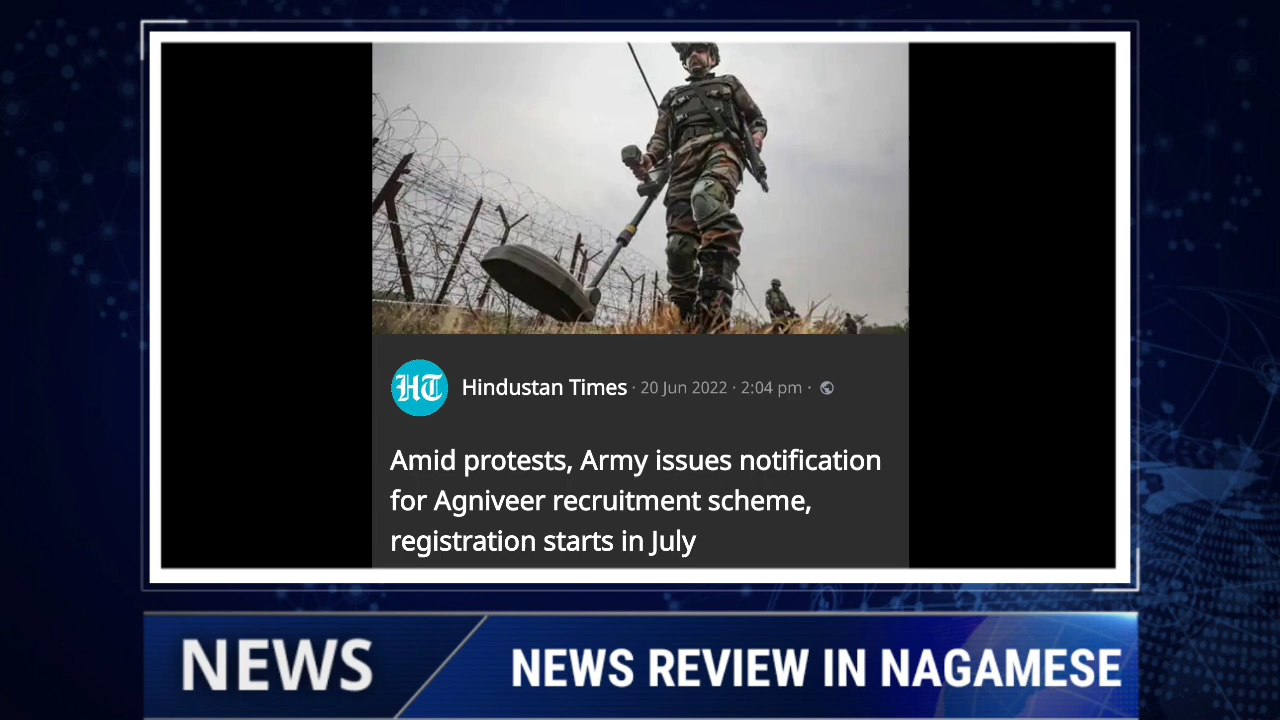 HT
Hindustan Times · 20 Jun 2022 · 2:04 pm ·
Amid protests, Army issues notification
for Agniveer recruitment scheme,
registration starts in July
NEWS
NEWS REVIEW IN NAGAMESE